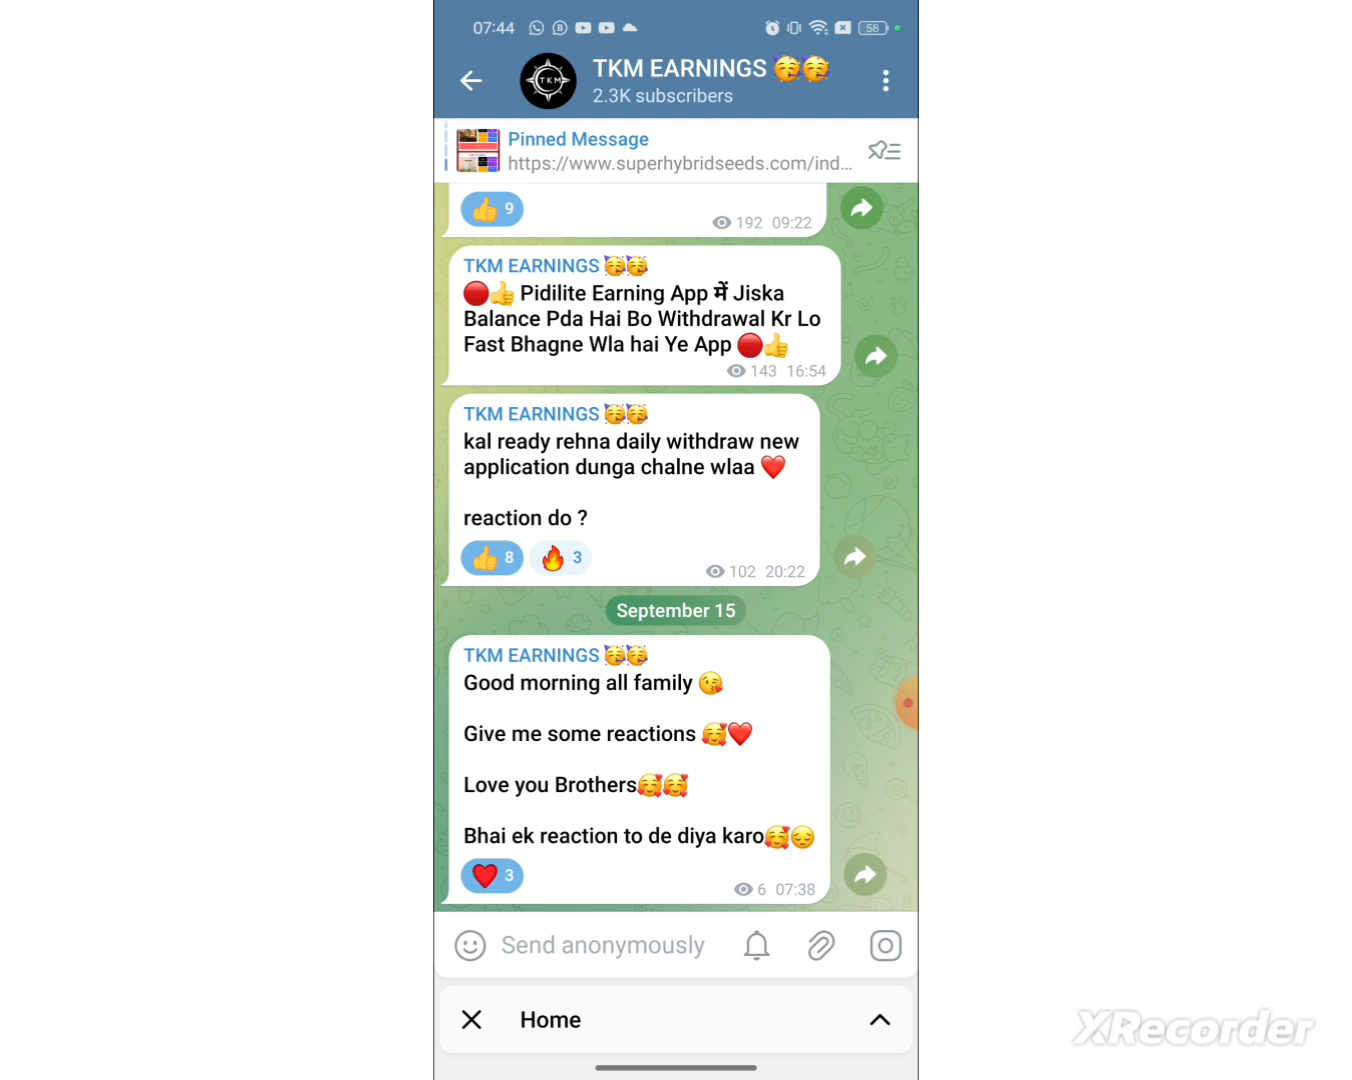 07:44
58
TKM EARNINGS 🥳🥳
2.3K subscribers
TKM
Pinned Message
https://www.superhybridseeds.com/ind...
👍 9
192 09:22
TKM EARNINGS 🥳🥳
🔴👍 Pidilite Earning App में Jiska
Balance Pda Hai Bo Withdrawal Kr Lo
Fast Bhagne Wla hai Ye App 🔴👍
143 16:54
TKM EARNINGS 🥳🥳
kal ready rehna daily withdraw new
application dunga chalne wlaa ❤️
reaction do ?
👍 8 🔥 3
102 20:22
September 15
TKM EARNINGS 🥳🥳
Good morning all family 😘
Give me some reactions 🥰❤️
Love you Brothers🥰🥰
Bhai ek reaction to de diya karo🥰😔
❤️ 3
6 07:38
Send anonymously
Home
XRecorder